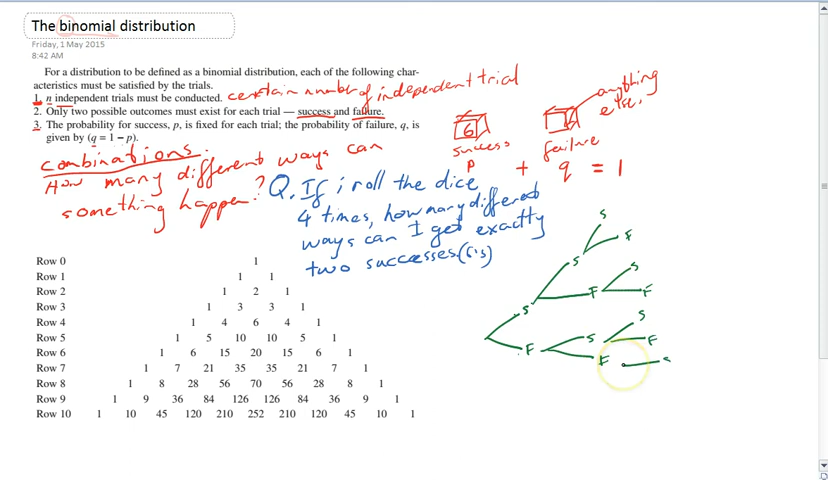 The binomial distribution
Friday, 1 May 2015
8:42 AM
For a distribution to be defined as a binomial distribution, each of the following char-
acteristics must be satisfied by the trials.
1. n independent trials must be conducted. certain number of independent trial
2. Only two possible outcomes must exist for each trial — success and failure.
3. The probability for success, p, is fixed for each trial; the probability of failure, q, is
given by (q = 1 – p).
anything
else.
6
success
failure
p + q = 1
combinations.
How many different ways can
something happen?
Q. If i roll the dice
4 times, how many different
ways can I get exactly
two successes.(6's)
Row 0 1
Row 1 1 1
Row 2 1 2 1
Row 3 1 3 3 1
Row 4 1 4 6 4 1
Row 5 1 5 10 10 5 1
Row 6 1 6 15 20 15 6 1
Row 7 1 7 21 35 35 21 7 1
Row 8 1 8 28 56 70 56 28 8 1
Row 9 1 9 36 84 126 126 84 36 9 1
Row 10 1 10 45 120 210 252 210 120 45 10 1
S
S F
S
S F F
S
F S F
F